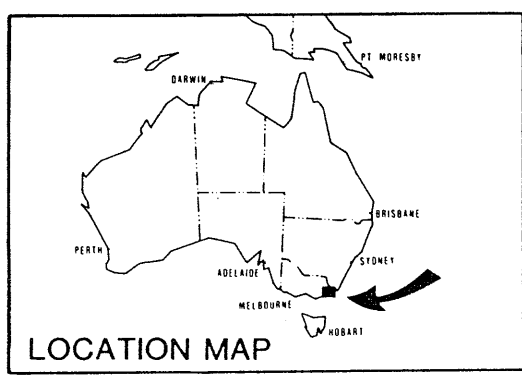 PT MORESBY
DARWIN
BRISBANE
PERTH
SYDNEY
ADELAIDE
MELBOURNE
HOBART
LOCATION MAP